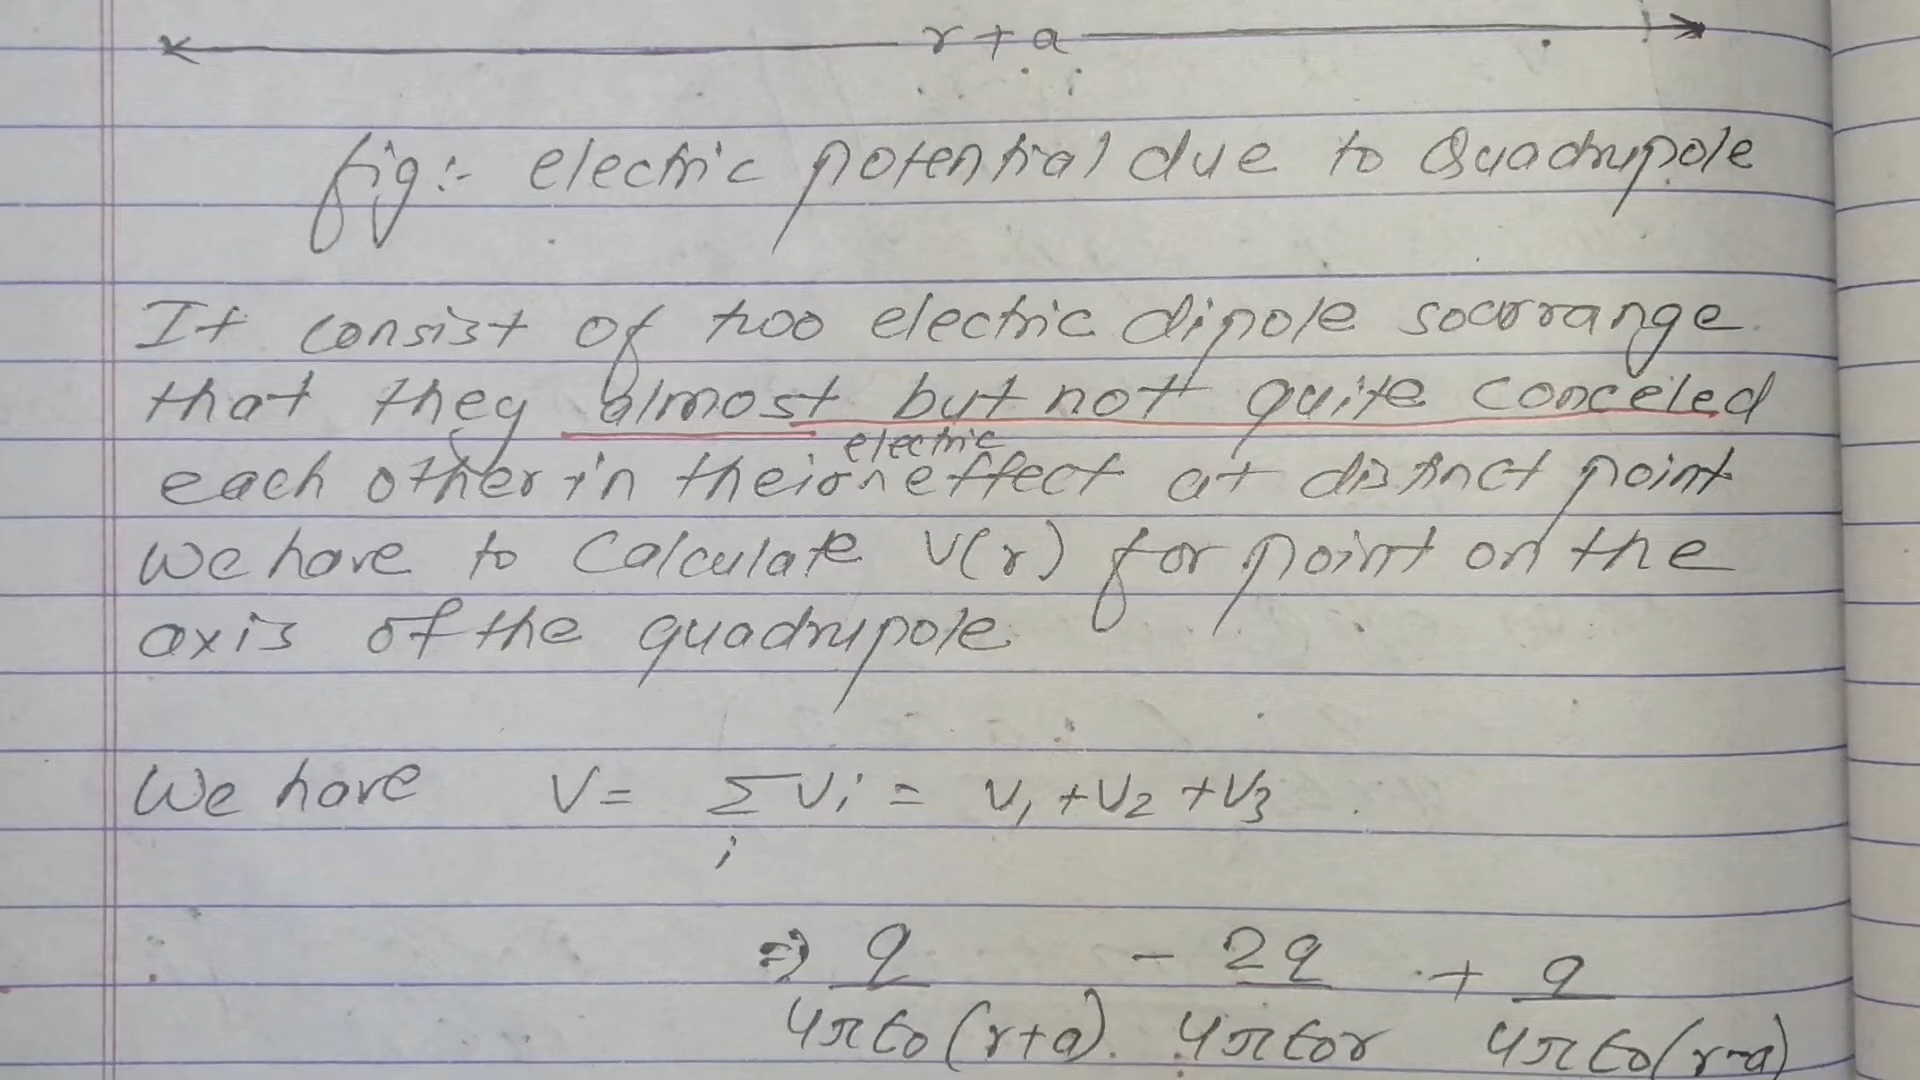 r+a
fig:- electric potential due to Quadrupole
It consist of two electric dipole soarrange
that they almost but not quite conceled
electric
each other in their effect at distinct point
We have to Calculate V(r) for point on the
axis of the quadrupole
We have V = Σ Vi = V1 + V2 + V3
i
⇒ q - 2q + q
4πε0(r+a) 4πε0r 4πε0(r-a)